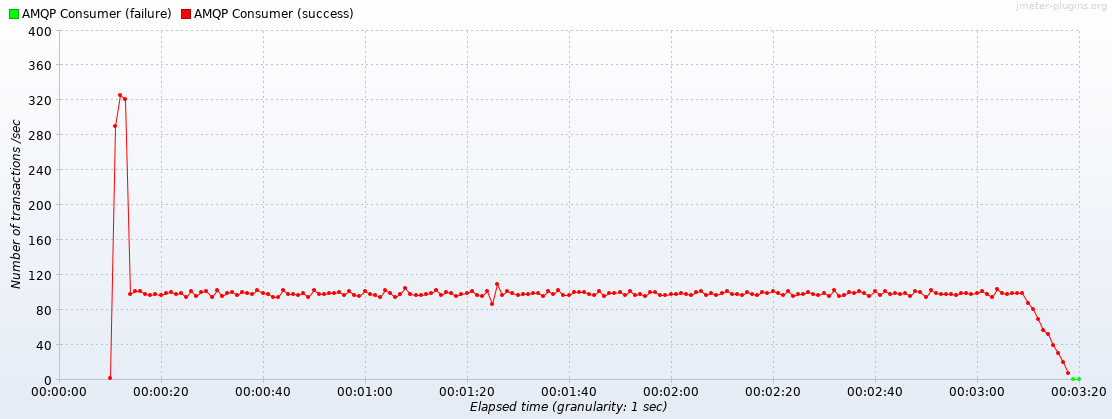 AMQP Consumer (failure) AMQP Consumer (success)
jmeter-plugins.org
400
360
320
280
240
200
160
120
80
40
0
Number of transactions /sec
00:00:00 00:00:20 00:00:40 00:01:00 00:01:20 00:01:40 00:02:00 00:02:20 00:02:40 00:03:00 00:03:20
Elapsed time (granularity: 1 sec)